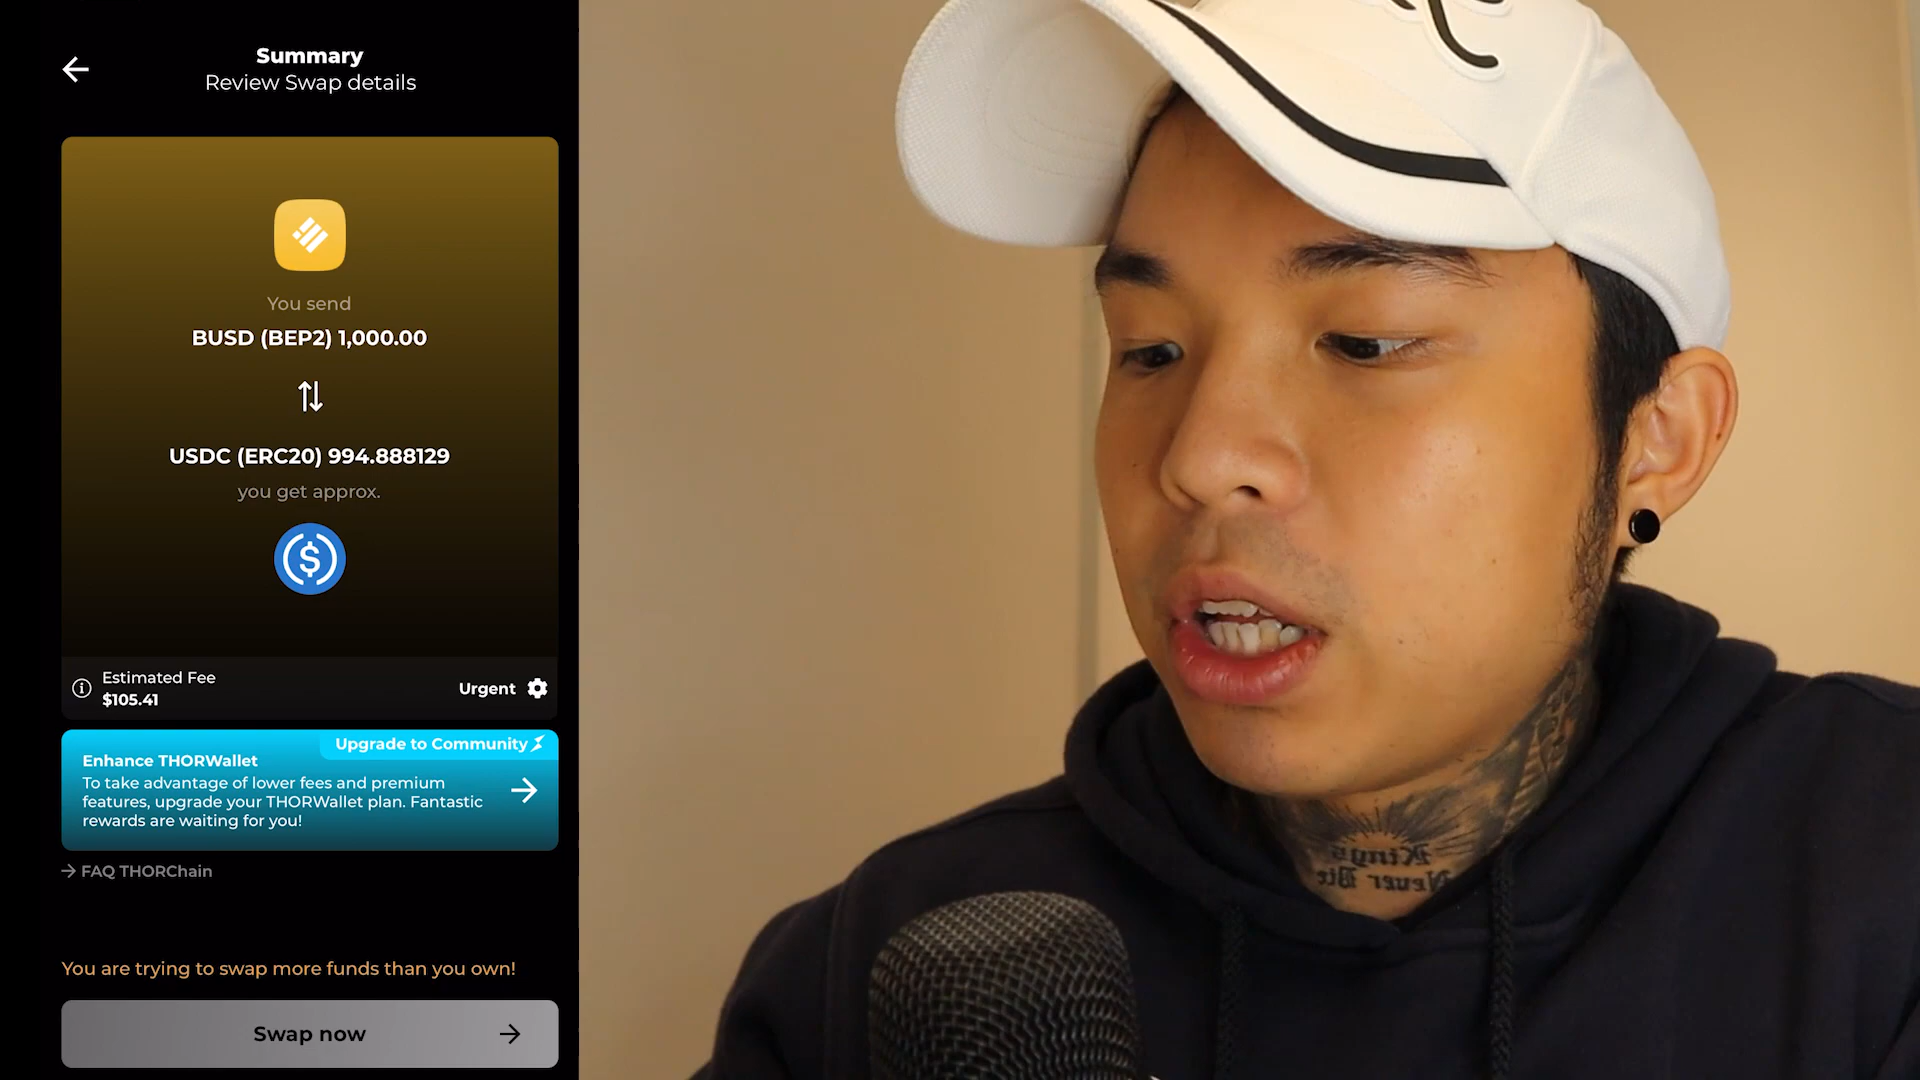 Summary
Review Swap details
You send
BUSD (BEP2) 1,000.00
USDC (ERC20) 994.888129
you get approx.
Estimated Fee
$105.41
Urgent
Upgrade to Community
Enhance THORWallet
To take advantage of lower fees and premium
features, upgrade your THORWallet plan. Fantastic
rewards are waiting for you!
→ FAQ THORChain
You are trying to swap more funds than you own!
Swap now
Kings
Never Die